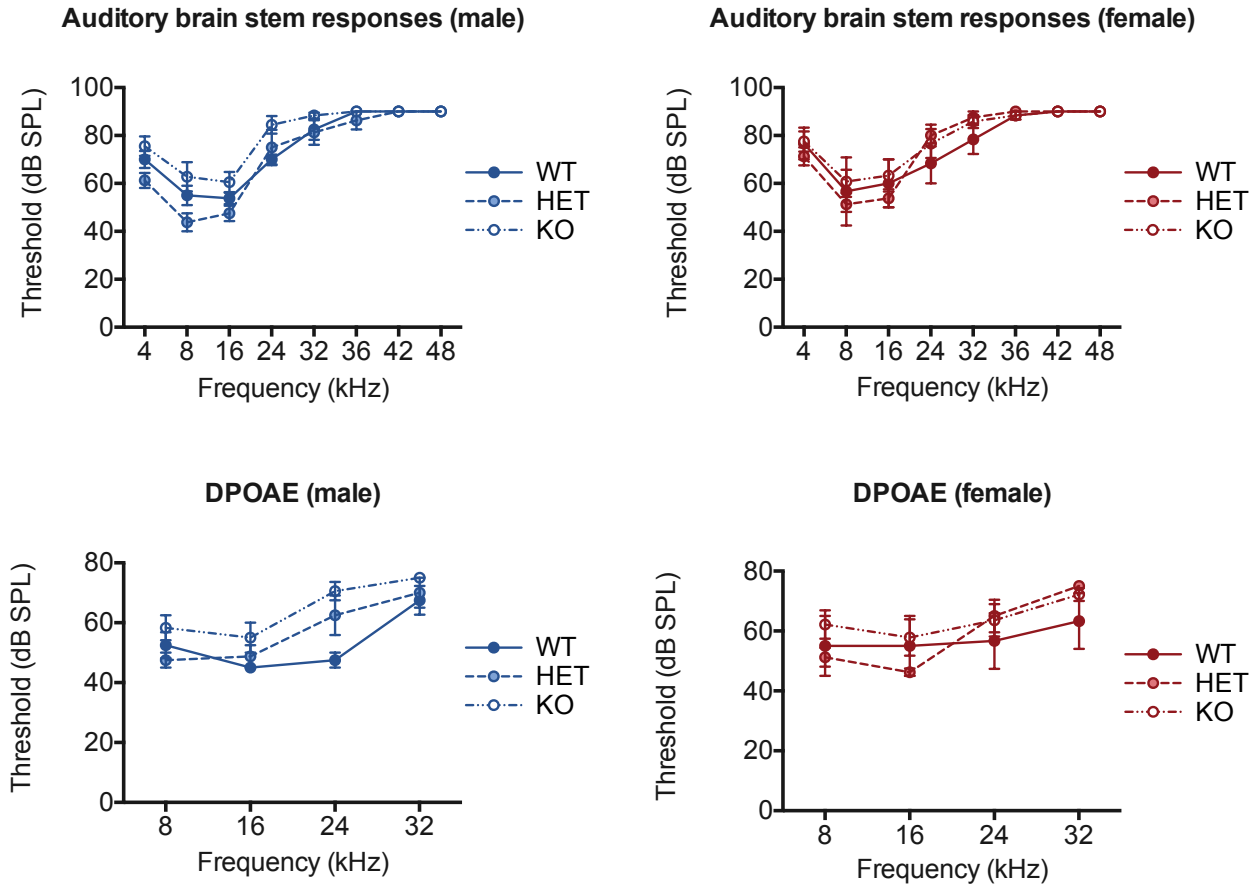 Auditory brain stem responses (male)
Threshold (dB SPL)
100
80
60
40
20
0
4 8 16 24 32 36 42 48
Frequency (kHz)
WT
HET
KO
Auditory brain stem responses (female)
Threshold (dB SPL)
100
80
60
40
20
0
4 8 16 24 32 36 42 48
Frequency (kHz)
WT
HET
KO
DPOAE (male)
Threshold (dB SPL)
80
60
40
20
0
8 16 24 32
Frequency (kHz)
WT
HET
KO
DPOAE (female)
Threshold (dB SPL)
80
60
40
20
0
8 16 24 32
Frequency (kHz)
WT
HET
KO